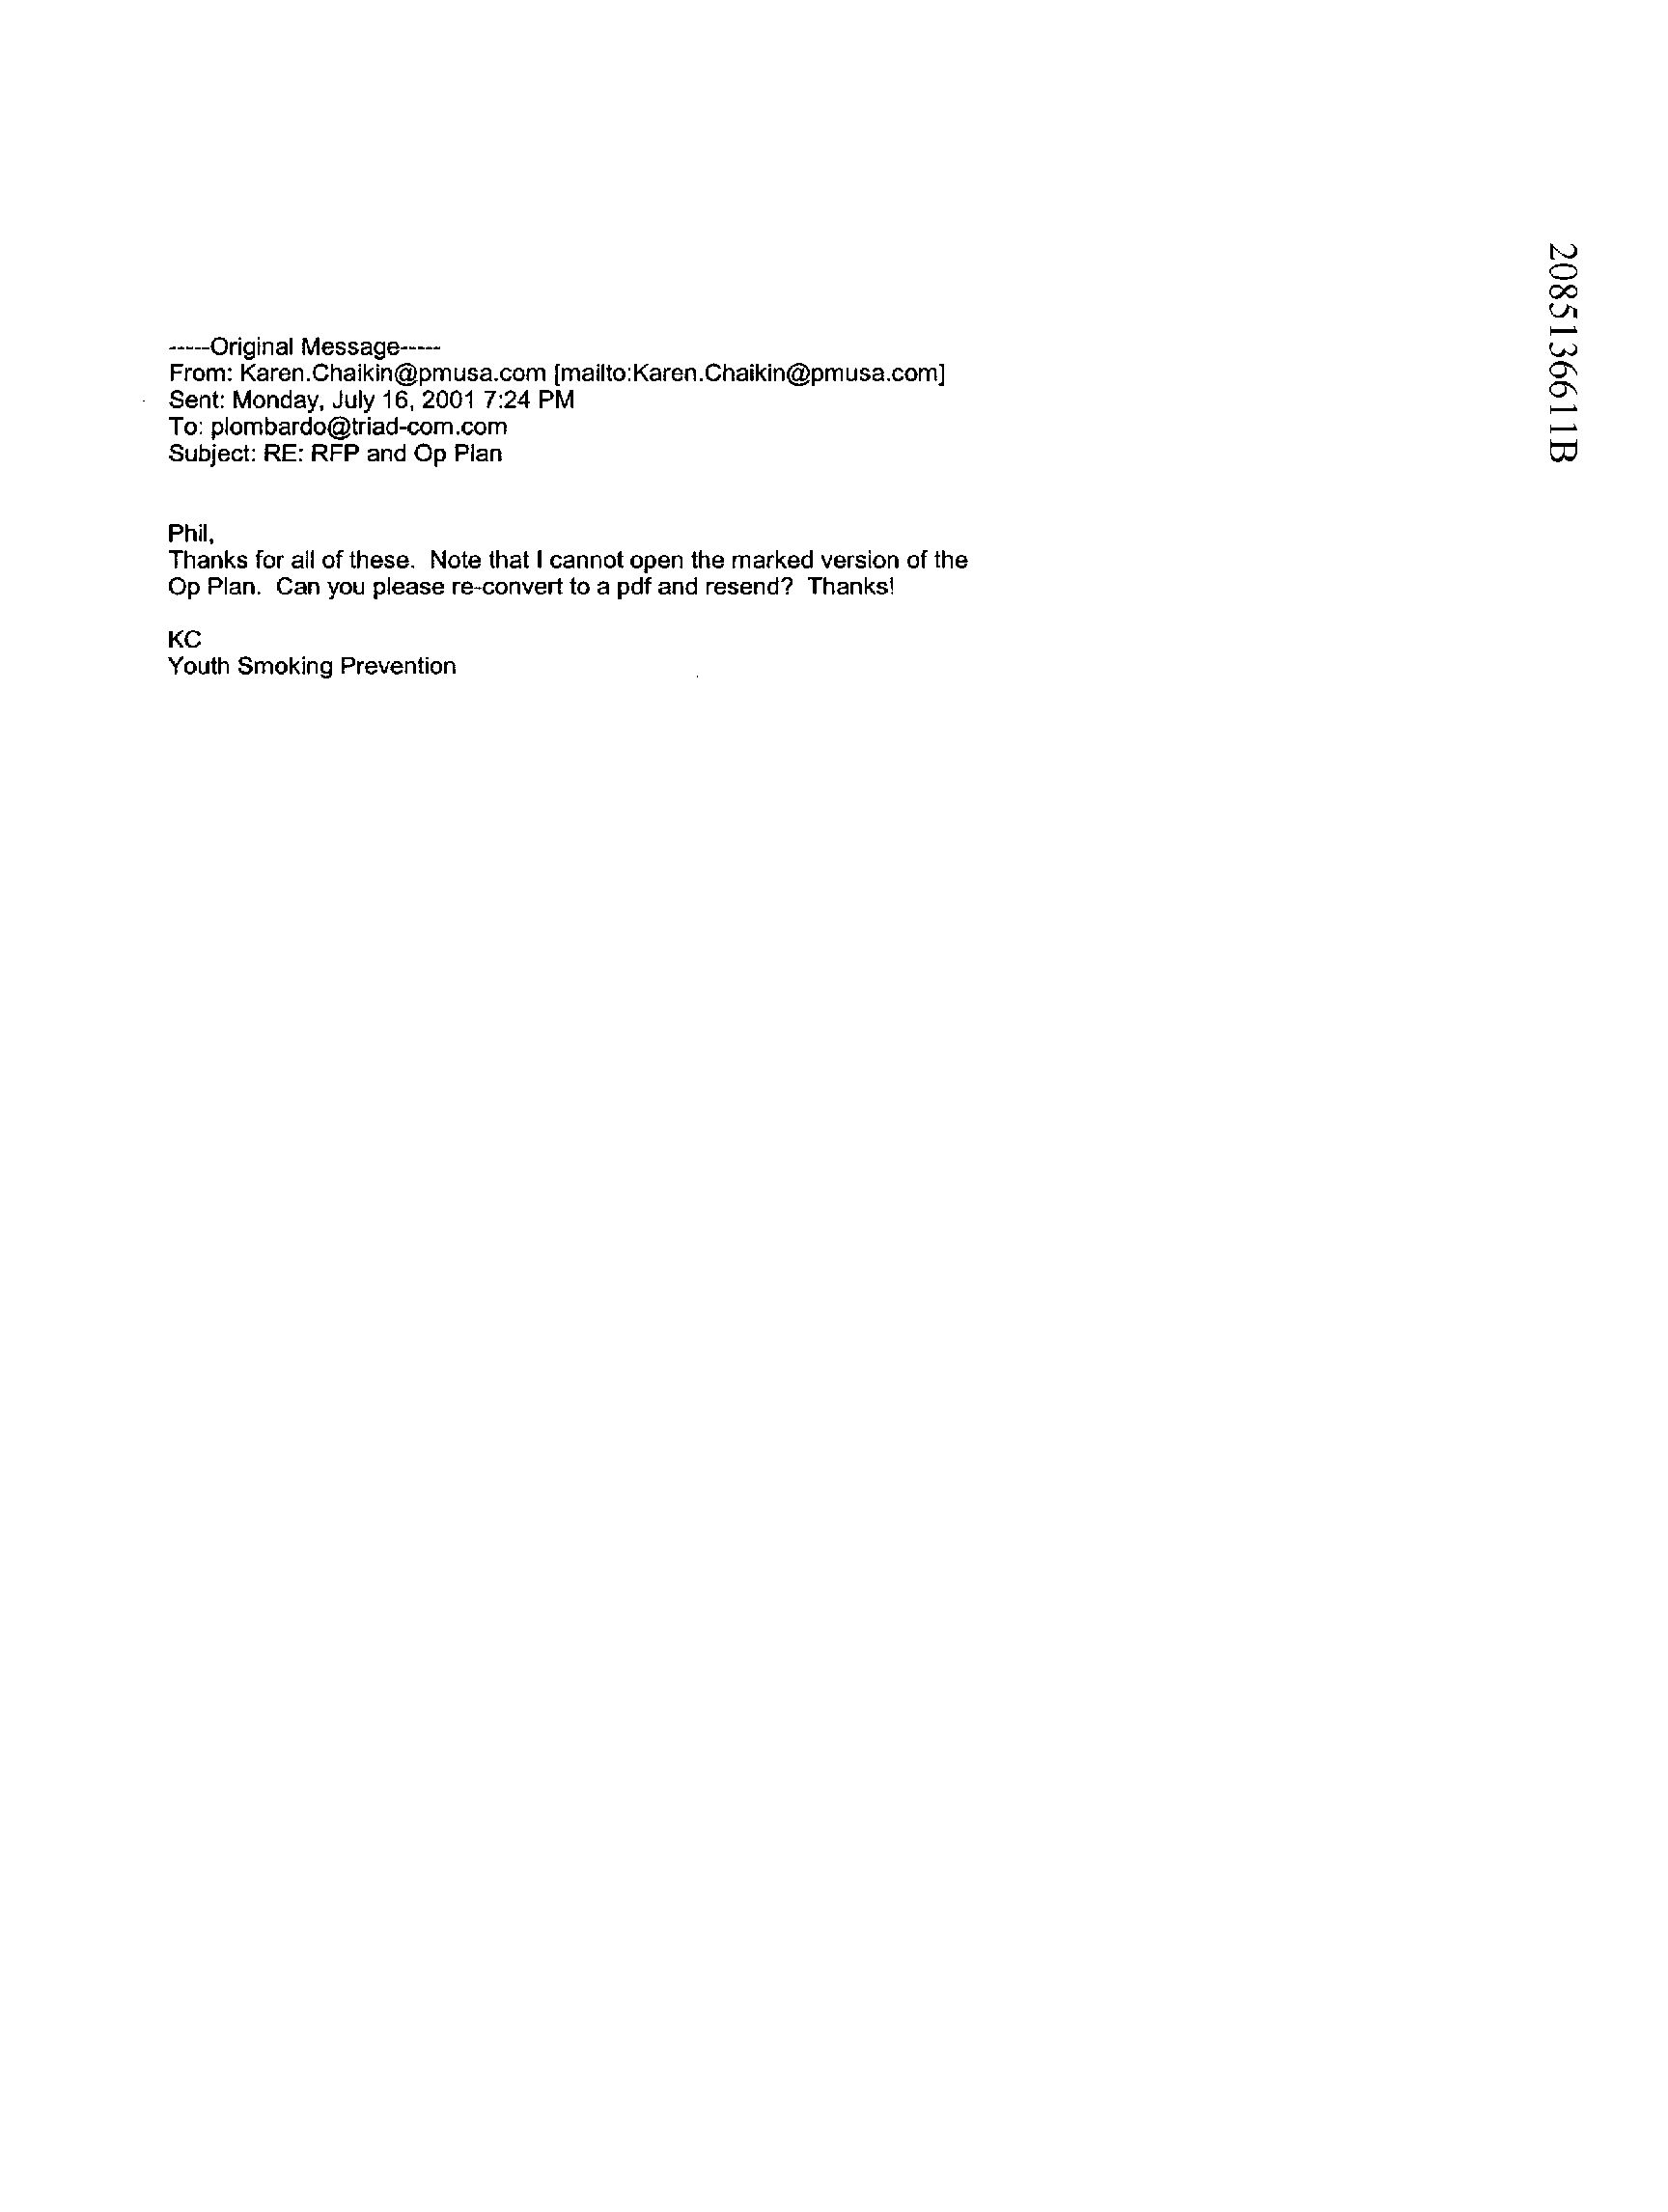 -----Original Message-----
From: Karen.Chaikin@pmusa.com [mailto:Karen.Chaikin@pmusa.com]
Sent: Monday, July 16, 2001 7:24 PM
To: plombardo@triad-com.com
Subject: RE: RFP and Op Plan
Phil,
Thanks for all of these.  Note that I cannot open the marked version of the
Op Plan.  Can you please re-convert to a pdf and resend?  Thanks!
KC
Youth Smoking Prevention
2085136611B